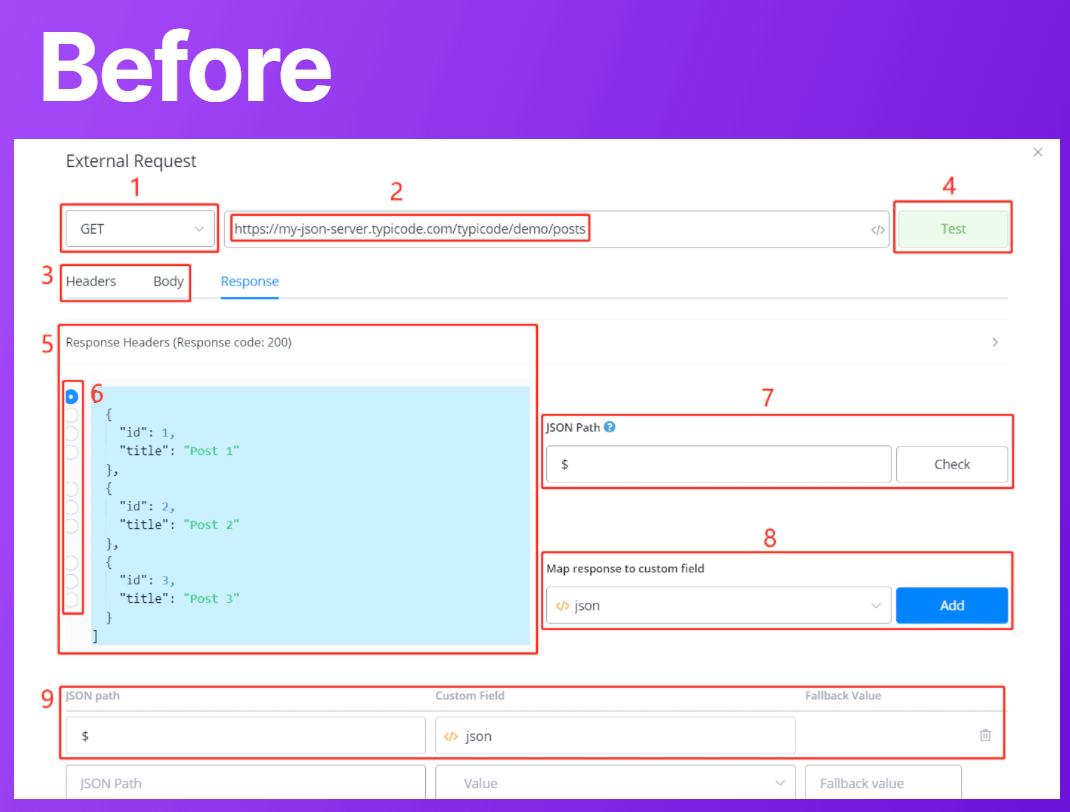 Before
External Request
1
2
4
GET
https://my-json-server.typicode.com/typicode/demo/posts
</>
Test
3
Headers Body Response
5
Response Headers (Response code: 200)
6
{
"id": 1,
"title": "Post 1"
},
{
"id": 2,
"title": "Post 2"
},
{
"id": 3,
"title": "Post 3"
}
]
7
JSON Path ?
$
Check
8
Map response to custom field
</> json
Add
9
JSON path Custom Field Fallback Value
$ </> json
JSON Path Value Fallback value